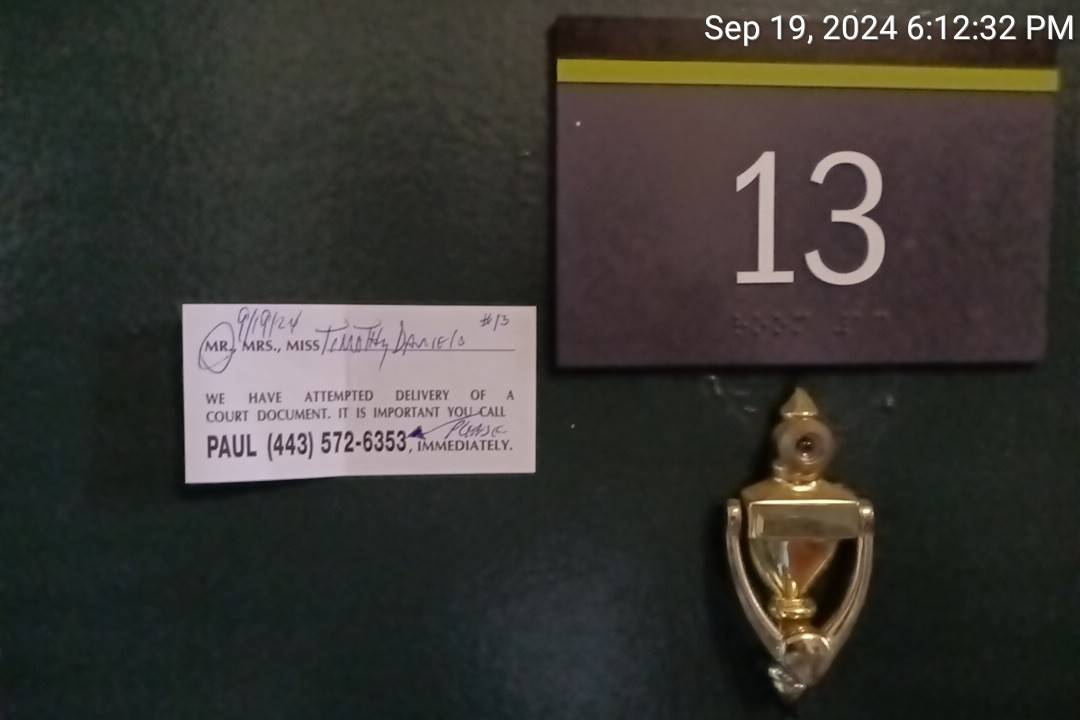 Sep 19, 2024 6:12:32 PM
13
9/19/24 #13
MR., MRS., MISS Timothy Daniels
WE HAVE ATTEMPTED DELIVERY OF A
COURT DOCUMENT. IT IS IMPORTANT YOU CALL
PLEASE
PAUL (443) 572-6353, IMMEDIATELY.